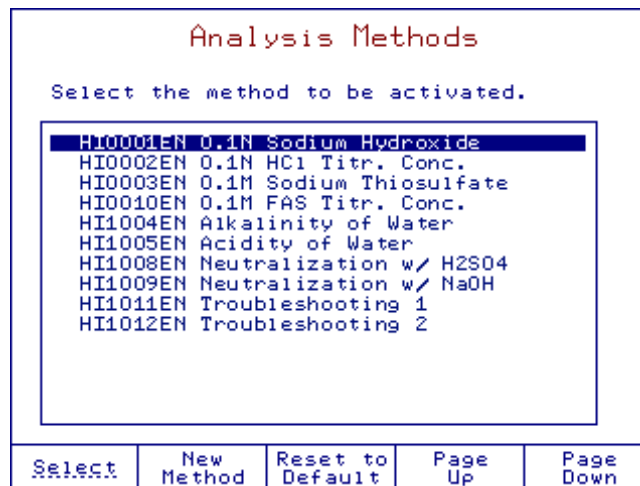 Analysis Methods
Select the method to be activated.
HI0001EN 0.1N Sodium Hydroxide
HI0002EN 0.1N HCl Titr. Conc.
HI0003EN 0.1M Sodium Thiosulfate
HI0010EN 0.1M FAS Titr. Conc.
HI1004EN Alkalinity of Water
HI1005EN Acidity of Water
HI1008EN Neutralization w/ H2SO4
HI1009EN Neutralization w/ NaOH
HI1011EN Troubleshooting 1
HI1012EN Troubleshooting 2
Select
New
Method
Reset to
Default
Page
Up
Page
Down